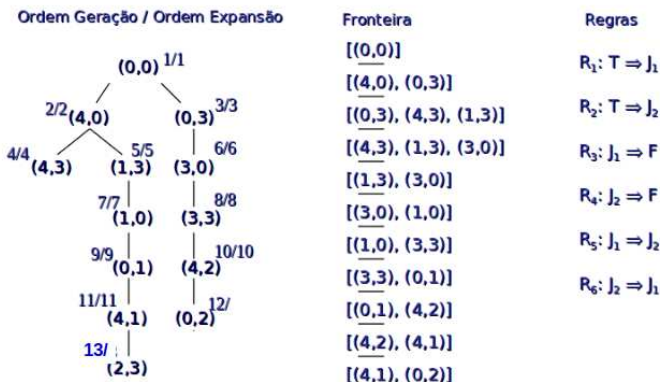 Ordem Geração / Ordem Expansão
(0,0) 1/1
2/2 (4,0) (0,3) 3/3
4/4 (4,3) 5/5 (1,3) 6/6 (3,0)
7/7 (1,0) 8/8 (3,3)
9/9 (0,1) 10/10 (4,2)
11/11 (4,1) 12/ (0,2)
13/ (2,3)
Fronteira
[(0,0)]
[(4,0), (0,3)]
[(0,3), (4,3), (1,3)]
[(4,3), (1,3), (3,0)]
[(1,3), (3,0)]
[(3,0), (1,0)]
[(1,0), (3,3)]
[(3,3), (0,1)]
[(0,1), (4,2)]
[(4,2), (4,1)]
[(4,1), (0,2)]
Regras
R₁: T ⇒ J₁
R₂: T ⇒ J₂
R₃: J₁ ⇒ F
R₄: J₂ ⇒ F
R₅: J₁ ⇒ J₂
R₆: J₂ ⇒ J₁